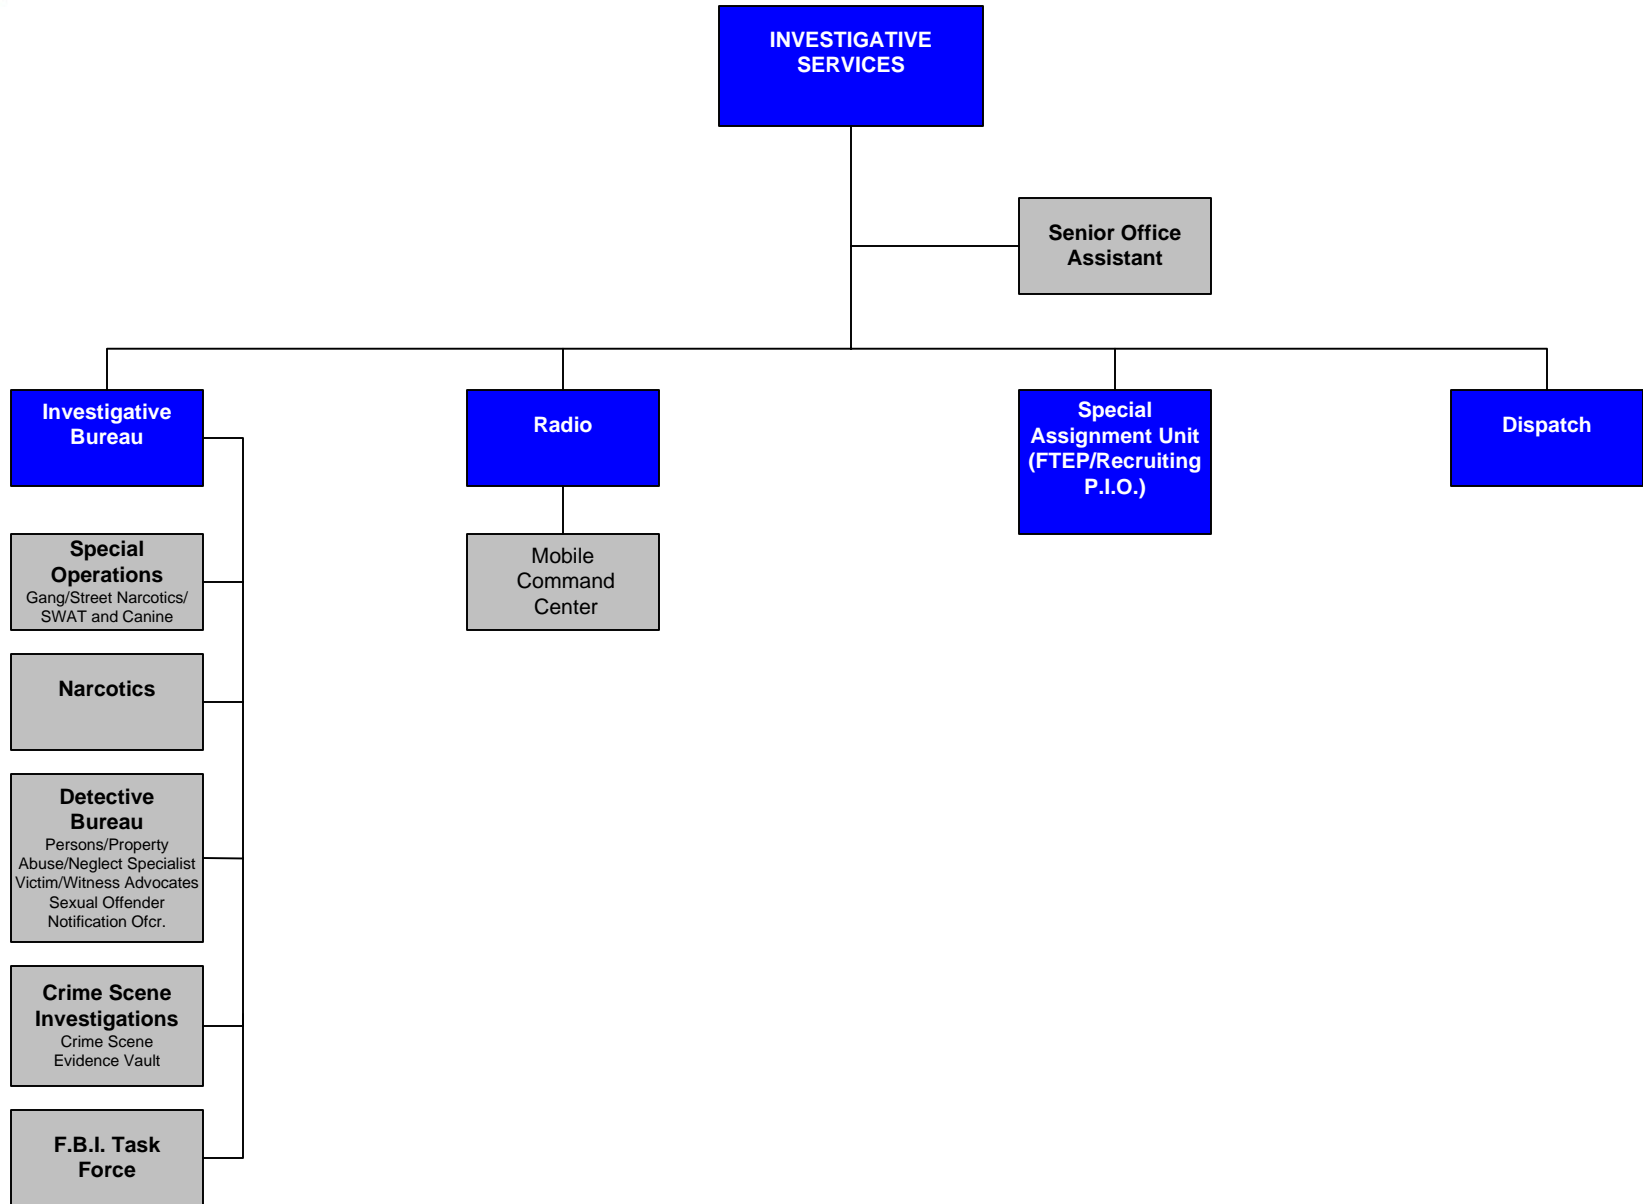 INVESTIGATIVE
SERVICES
Senior Office
Assistant
Investigative
Bureau
Radio
Special
Assignment Unit
(FTEP/Recruiting
P.I.O.)
Dispatch
Special
Operations
Gang/Street Narcotics/
SWAT and Canine
Mobile
Command
Center
Narcotics
Detective
Bureau
Persons/Property
Abuse/Neglect Specialist
Victim/Witness Advocates
Sexual Offender
Notification Ofcr.
Crime Scene
Investigations
Crime Scene
Evidence Vault
F.B.I. Task
Force